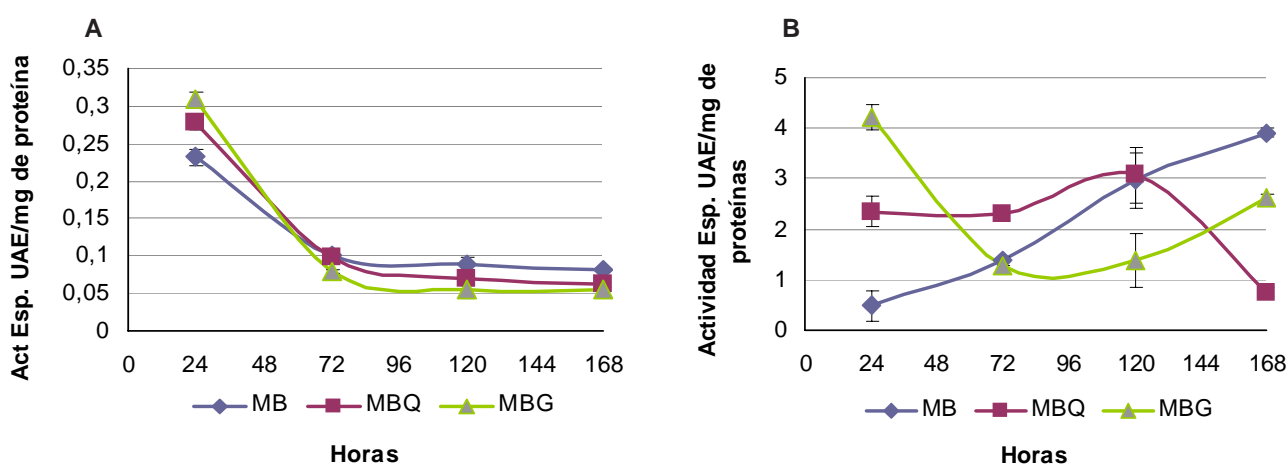 A
Act Esp. UAE/mg de proteína
0,35
0,3
0,25
0,2
0,15
0,1
0,05
0
0 24 48 72 96 120 144 168
MB MBQ MBG
Horas
B
Actividad Esp. UAE/mg de
proteínas
5
4
3
2
1
0
0 24 48 72 96 120 144 168
MB MBQ MBG
Horas